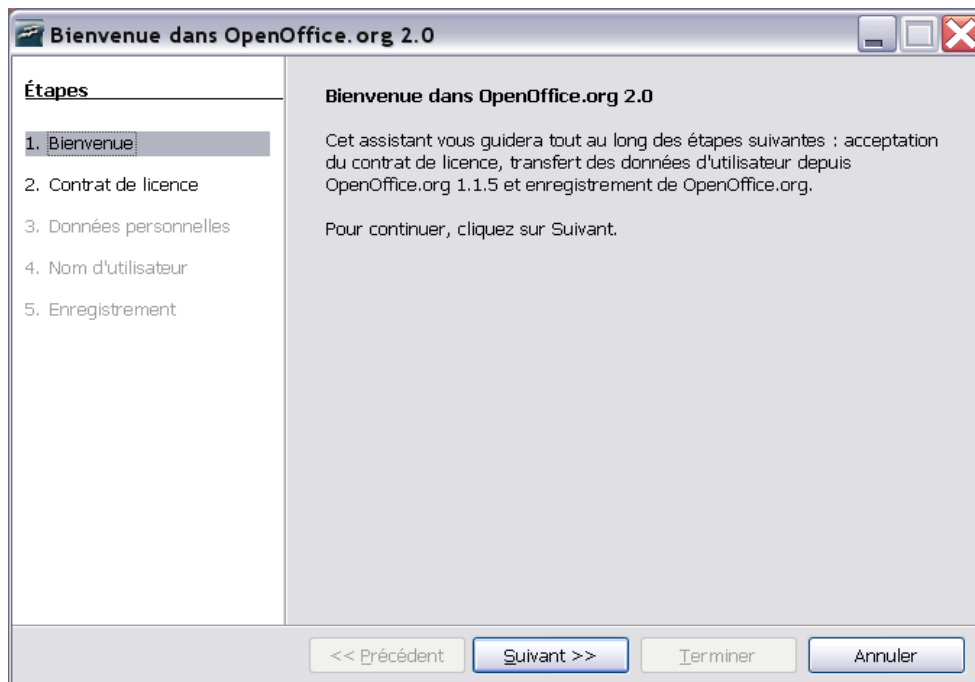 Bienvenue dans OpenOffice.org 2.0
Étapes
1. Bienvenue
2. Contrat de licence
3. Données personnelles
4. Nom d'utilisateur
5. Enregistrement
Bienvenue dans OpenOffice.org 2.0
Cet assistant vous guidera tout au long des étapes suivantes : acceptation
du contrat de licence, transfert des données d'utilisateur depuis
OpenOffice.org 1.1.5 et enregistrement de OpenOffice.org.
Pour continuer, cliquez sur Suivant.
<< Précédent
Suivant >>
Terminer
Annuler